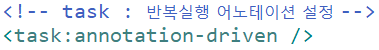 <!-- task : 반복실행 어노테이션 설정 -->
<task:annotation-driven />